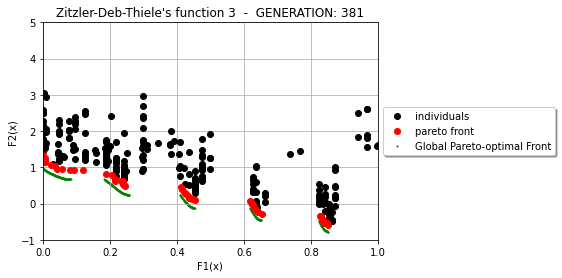 Zitzler-Deb-Thiele's function 3 - GENERATION: 381
5
4
3
2
1
0
−1
F2(x)
0.0 0.2 0.4 0.6 0.8 1.0
F1(x)
individuals
pareto front
Global Pareto-optimal Front